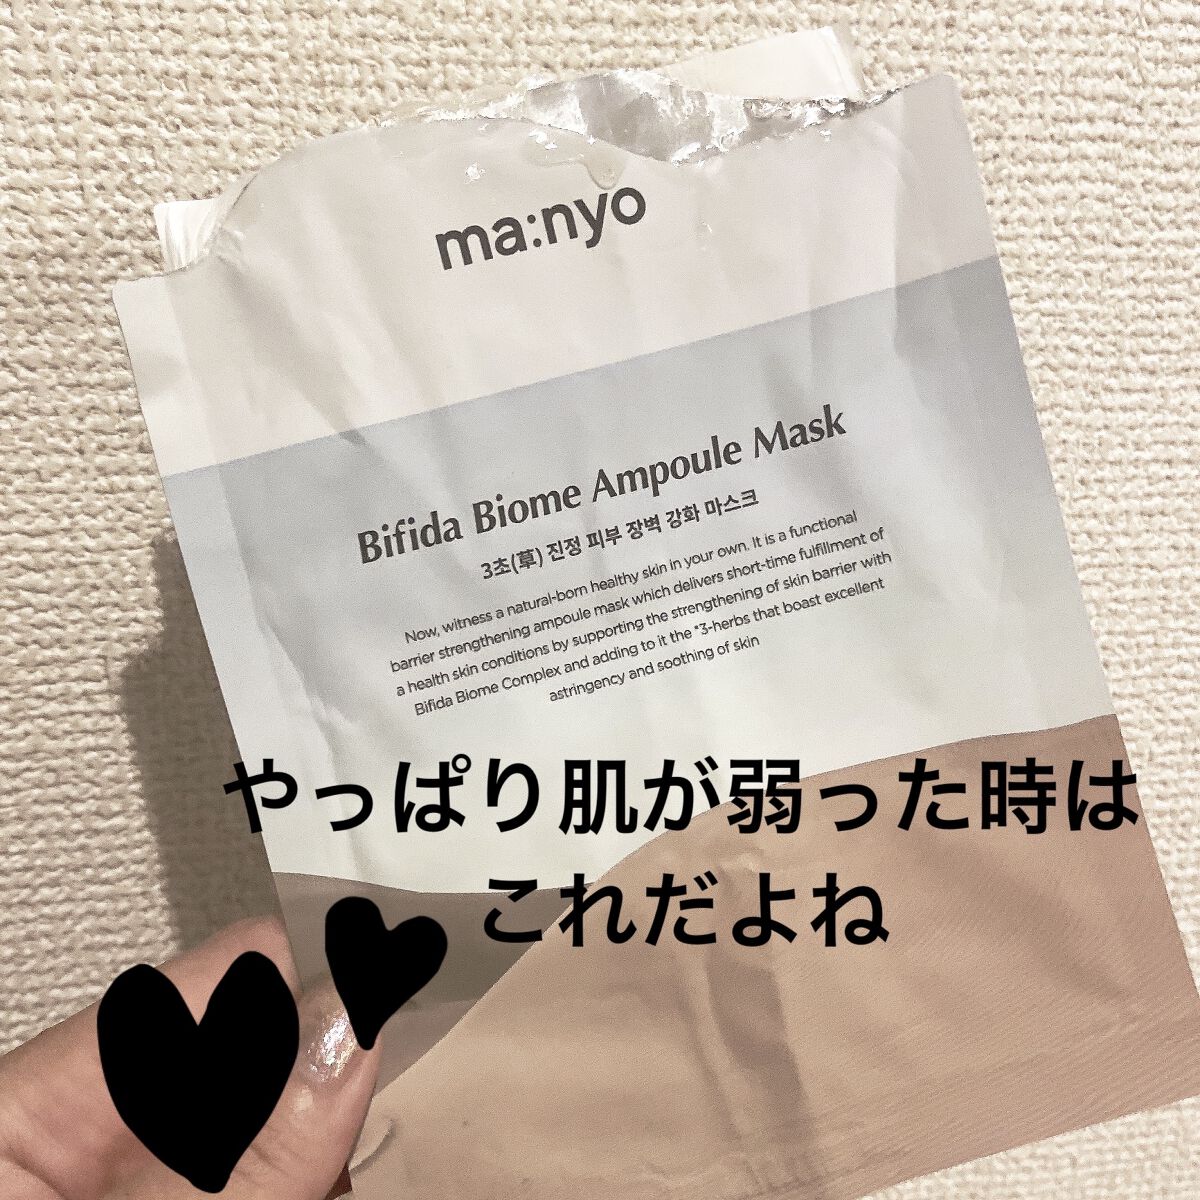 ma:nyo
Bifida Biome Ampoule Mask
3초(草) 진정 피부 장벽 강화 마스크
Now, witness a natural-born healthy skin in your own. It is a functional
barrier strengthening ampoule mask which delivers short-time fulfillment of
a health skin conditions by supporting the strengthening of skin barrier with
Bifida Biome Complex and adding to it the *3-herbs that boast excellent
astringency and soothing of skin
やっぱり肌が弱った時は
これだよね